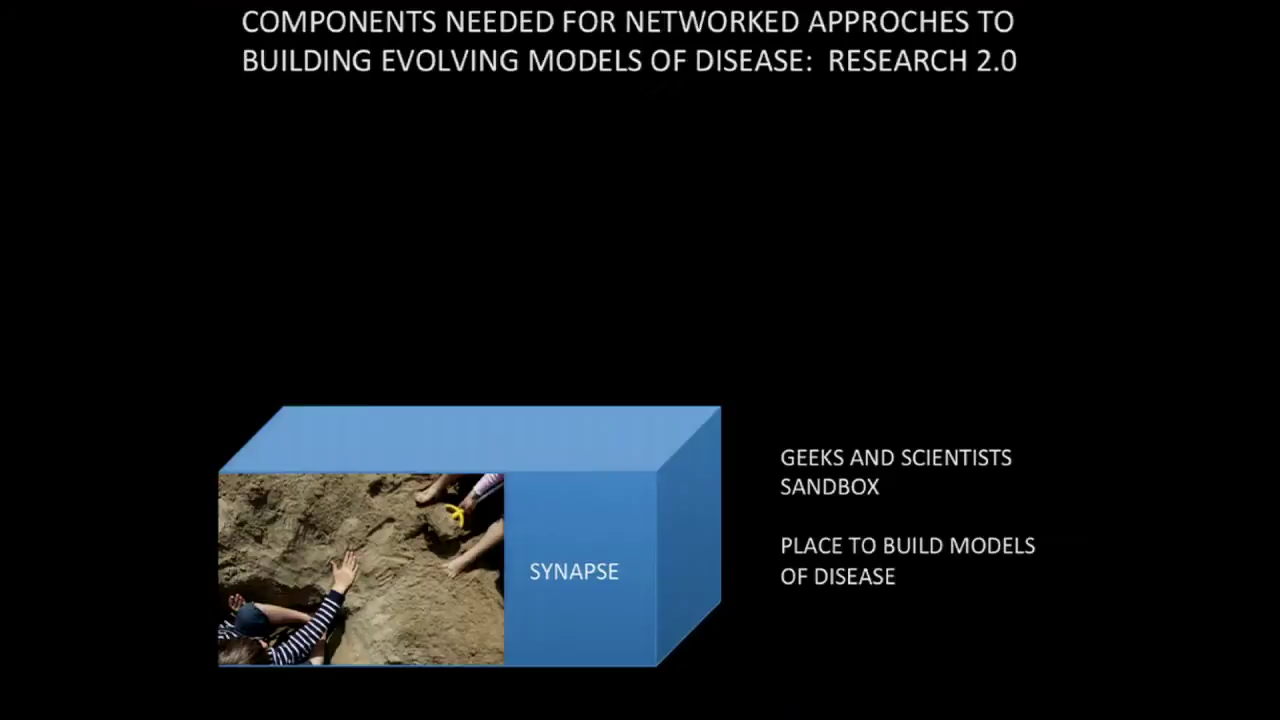 COMPONENTS NEEDED FOR NETWORKED APPROCHES TO
BUILDING EVOLVING MODELS OF DISEASE: RESEARCH 2.0
GEEKS AND SCIENTISTS
SANDBOX
PLACE TO BUILD MODELS
OF DISEASE
SYNAPSE